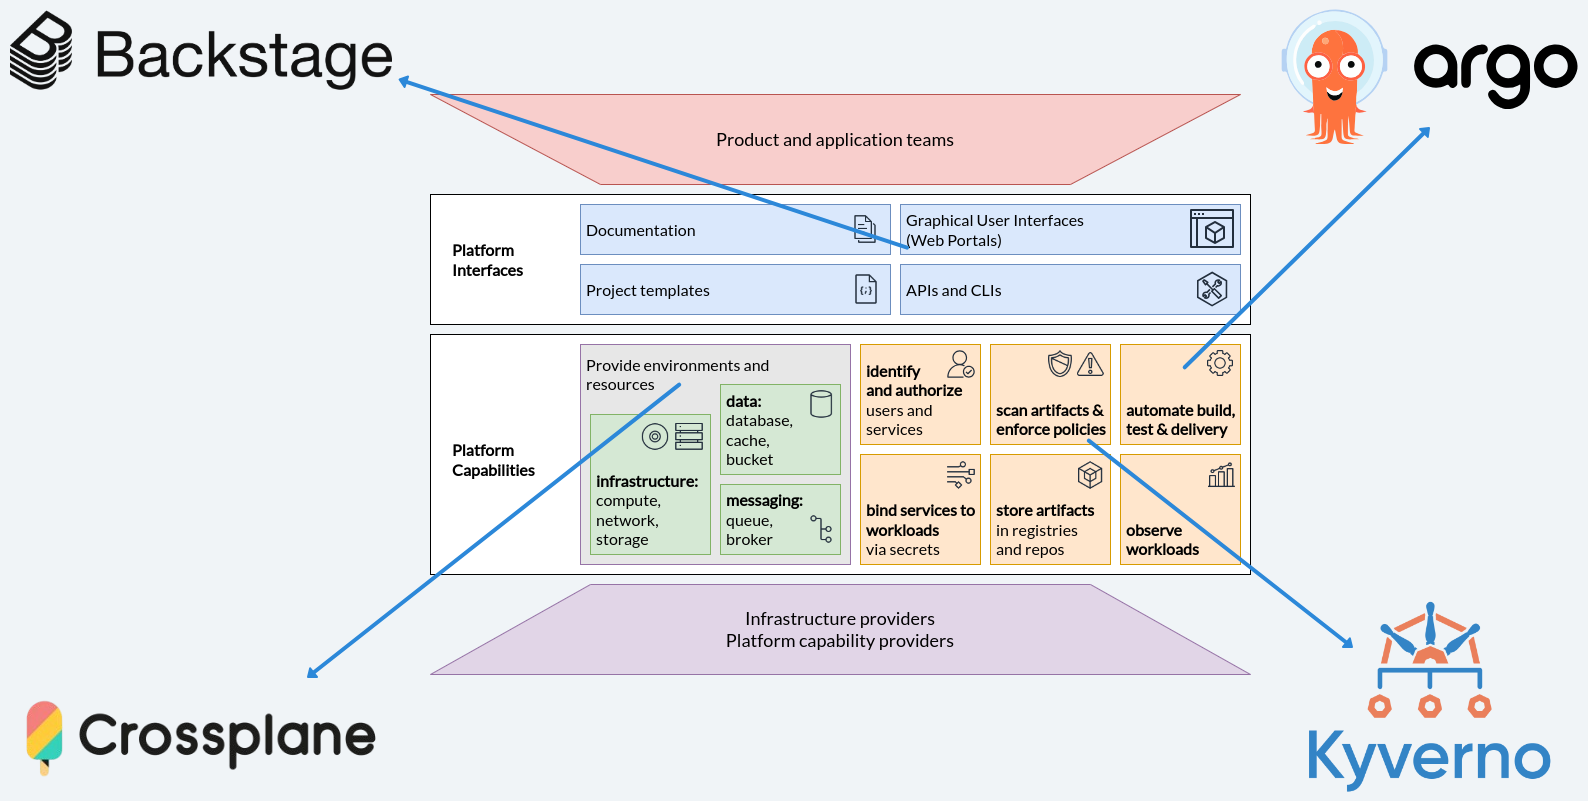 Backstage
argo
Product and application teams
Platform
Interfaces
Documentation
Graphical User Interfaces
(Web Portals)
Project templates
APIs and CLIs
Platform
Capabilities
Provide environments and
resources
infrastructure:
compute,
network,
storage
data:
database,
cache,
bucket
messaging:
queue,
broker
identify
and authorize
users and
services
scan artifacts &
enforce policies
automate build,
test & delivery
bind services to
workloads
via secrets
store artifacts
in registries
and repos
observe
workloads
Infrastructure providers
Platform capability providers
Crossplane
Kyverno